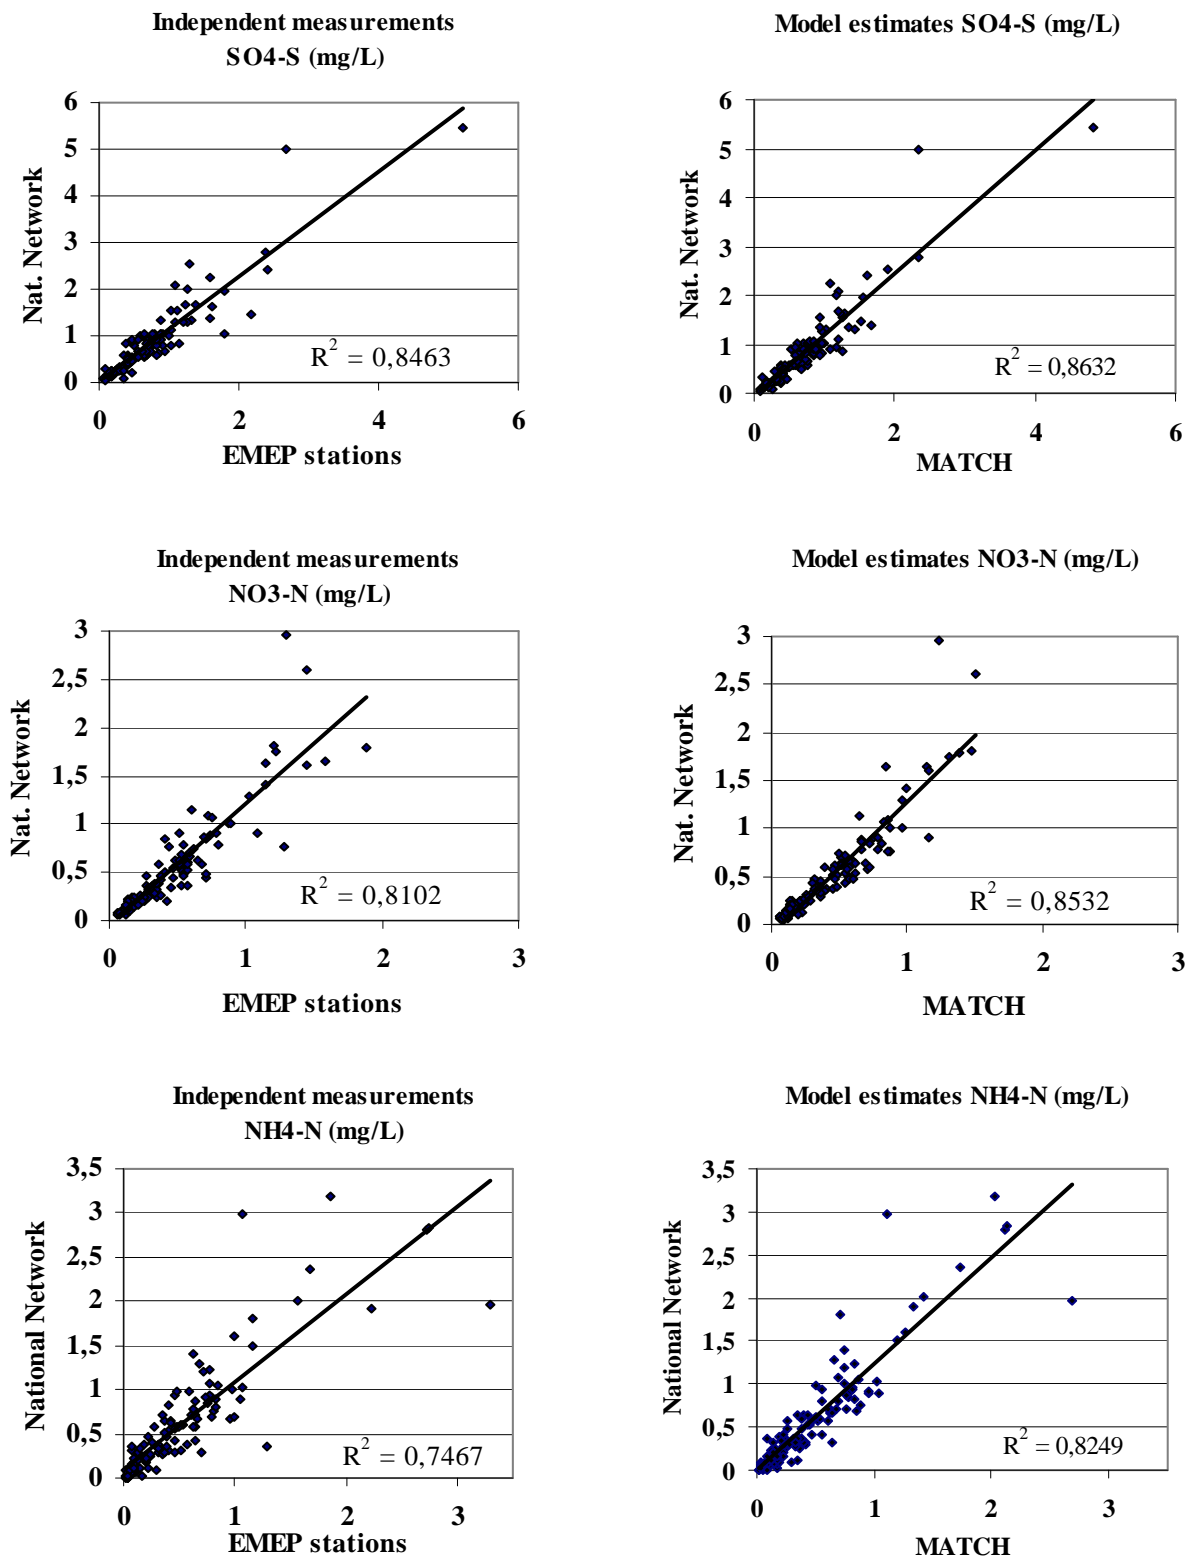 Independent measurements
SO4-S (mg/L)
Nat. Network
6
5
4
3
2
1
0
R² = 0,8463
0 2 4 6
EMEP stations
Model estimates SO4-S (mg/L)
Nat. Network
6
5
4
3
2
1
0
R² = 0,8632
0 2 4 6
MATCH
Independent measurements
NO3-N (mg/L)
Nat. Network
3
2,5
2
1,5
1
0,5
0
R² = 0,8102
0 1 2 3
EMEP stations
Model estimates NO3-N (mg/L)
Nat. Network
3
2,5
2
1,5
1
0,5
0
R² = 0,8532
0 1 2 3
MATCH
Independent measurements
NH4-N (mg/L)
National Network
3,5
3
2,5
2
1,5
1
0,5
0
R² = 0,7467
0 1 2 3
EMEP stations
Model estimates NH4-N (mg/L)
National Network
3,5
3
2,5
2
1,5
1
0,5
0
R² = 0,8249
0 1 2 3
MATCH